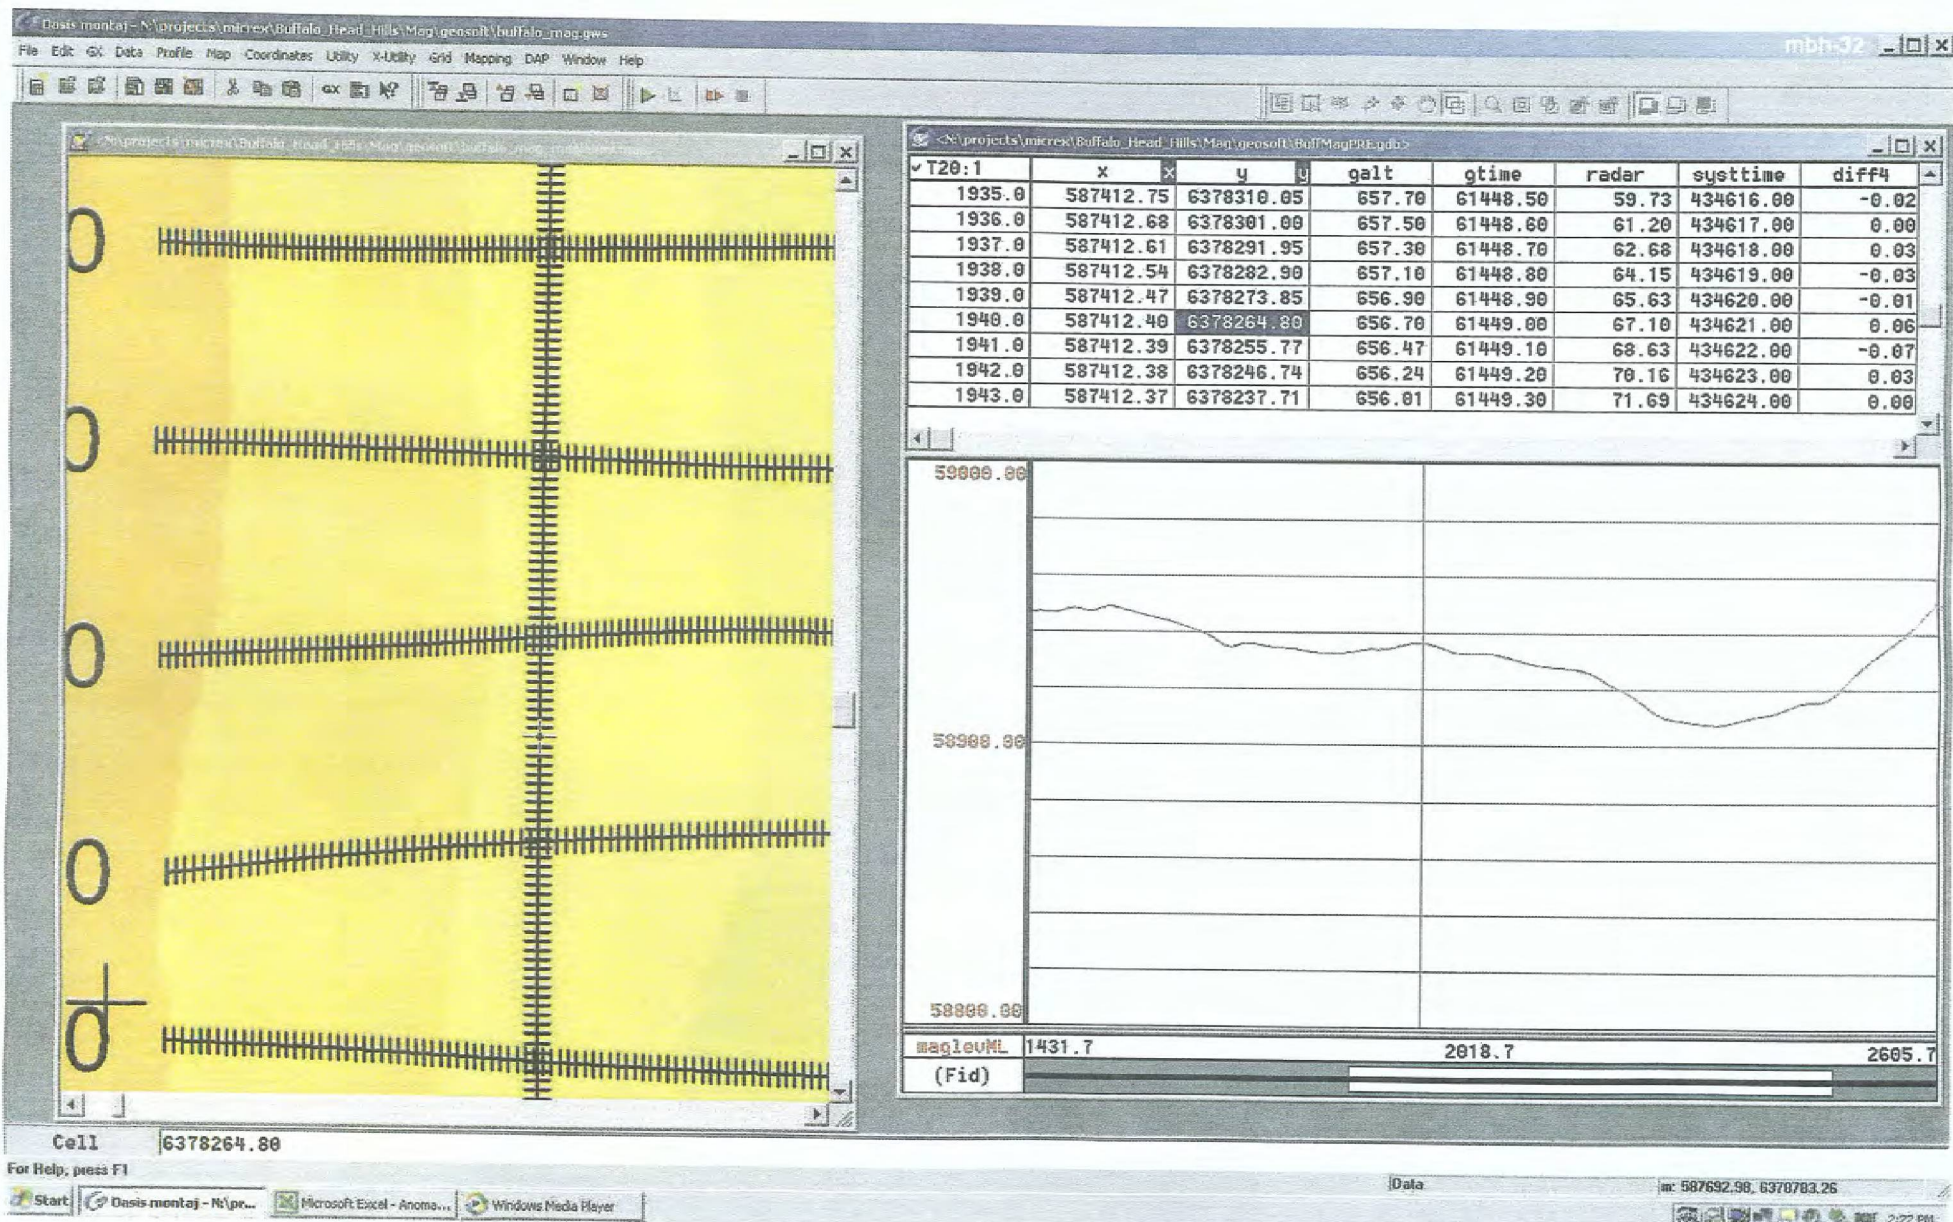 Oasis montaj - N:\projects\micrex\Buffalo_Head_Hills\Mag\geosoft\buffalo_mag.gws
mbh-32
File Edit GX Data Profile Map Coordinates Utility X-Utility Grid Mapping DAP Window Help
GX
<N:\projects\micrex\Buffalo_Head_Hills\Mag\geosoft\BuffMagPRE.gdb>
T20:1 x x y y galt gtime radar systtime diff4
1935.0 587412.75 6378310.05 657.70 61448.50 59.73 434616.00 -0.02
1936.0 587412.68 6378301.00 657.50 61448.60 61.20 434617.00 0.00
1937.0 587412.61 6378291.95 657.30 61448.70 62.68 434618.00 0.03
1938.0 587412.54 6378282.90 657.10 61448.80 64.15 434619.00 -0.03
1939.0 587412.47 6378273.85 656.90 61448.90 65.63 434620.00 -0.01
1940.0 587412.40 6378264.80 656.70 61449.00 67.10 434621.00 0.06
1941.0 587412.39 6378255.77 656.47 61449.10 68.63 434622.00 -0.07
1942.0 587412.38 6378246.74 656.24 61449.20 70.16 434623.00 0.03
1943.0 587412.37 6378237.71 656.01 61449.30 71.69 434624.00 0.00
0
0
0
0
0
59000.00
58900.00
58800.00
maglevML 1431.7 2018.7 2605.7
(Fid)
Cell 6378264.80
For Help, press F1
Data
m: 587692.98, 6378783.26
Start Oasis montaj - N:\pr... Microsoft Excel - Anoma... Windows Media Player
2:22 PM